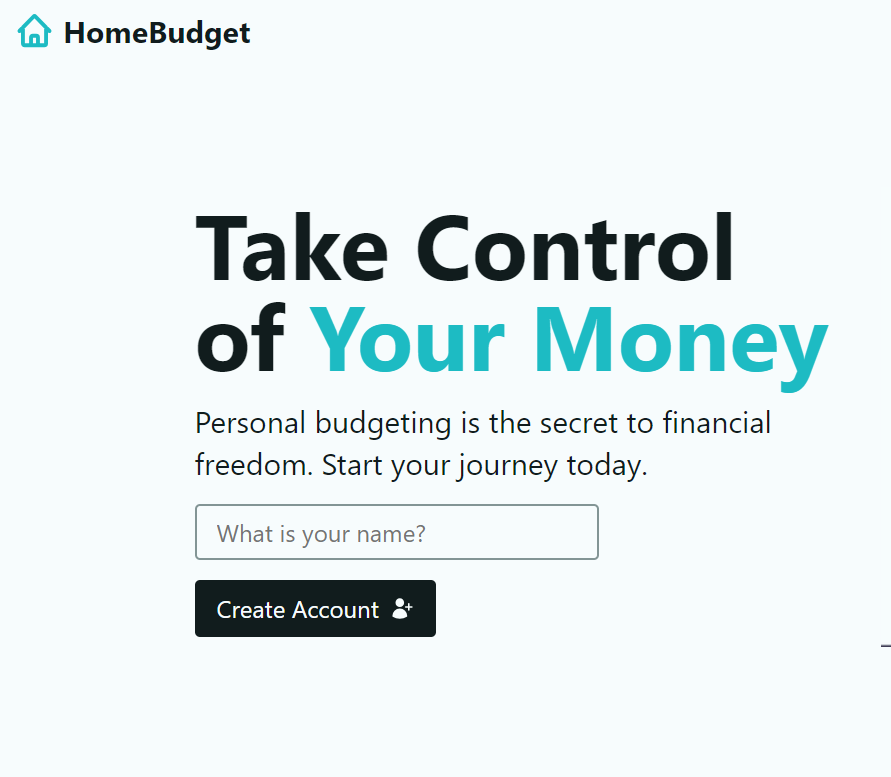 HomeBudget
Take Control
of Your Money
Personal budgeting is the secret to financial
freedom. Start your journey today.
What is your name?
Create Account